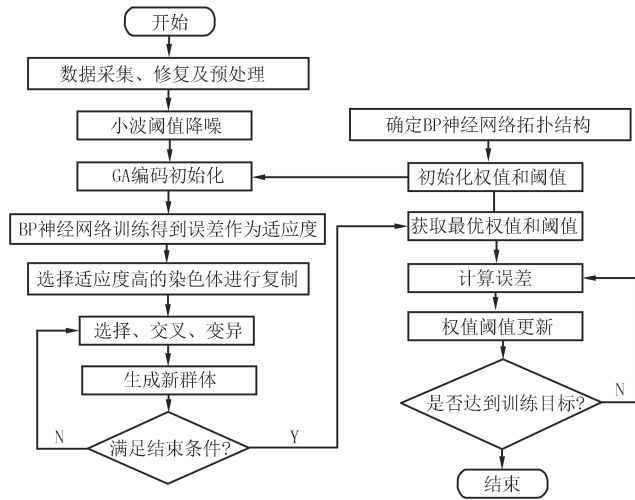 开始
数据采集、修复及预处理
小波阈值降噪
GA编码初始化
BP神经网络训练得到误差作为适应度
选择适应度高的染色体进行复制
选择、交叉、变异
生成新群体
满足结束条件?
N
Y
确定BP神经网络拓扑结构
初始化权值和阈值
获取最优权值和阈值
计算误差
权值阈值更新
是否达到训练目标?
N
结束